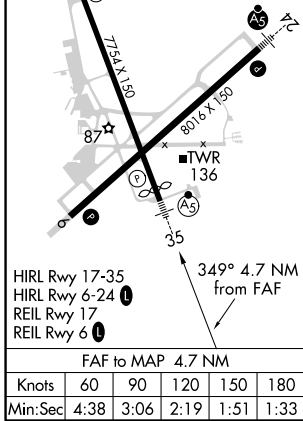 A5
24
7754 X 150
P
8016 X 150
87
x x
TWR
136
P
A5
6
P
35
HIRL Rwy 17-35
HIRL Rwy 6-24 L
REIL Rwy 17
REIL Rwy 6 L
349° 4.7 NM
from FAF
FAF to MAP 4.7 NM
Knots 60 90 120 150 180
Min:Sec 4:38 3:06 2:19 1:51 1:33